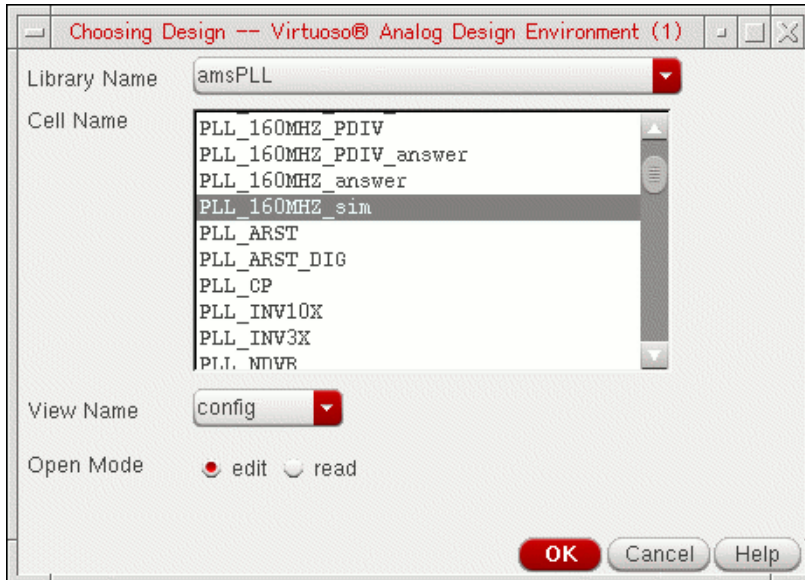 Choosing Design -- Virtuoso® Analog Design Environment (1)
Library Name amsPLL
Cell Name
PLL_160MHZ_PDIV
PLL_160MHZ_PDIV_answer
PLL_160MHZ_answer
PLL_160MHZ_sim
PLL_ARST
PLL_ARST_DIG
PLL_CP
PLL_INV10X
PLL_INV3X
View Name config
Open Mode edit read
OK Cancel Help